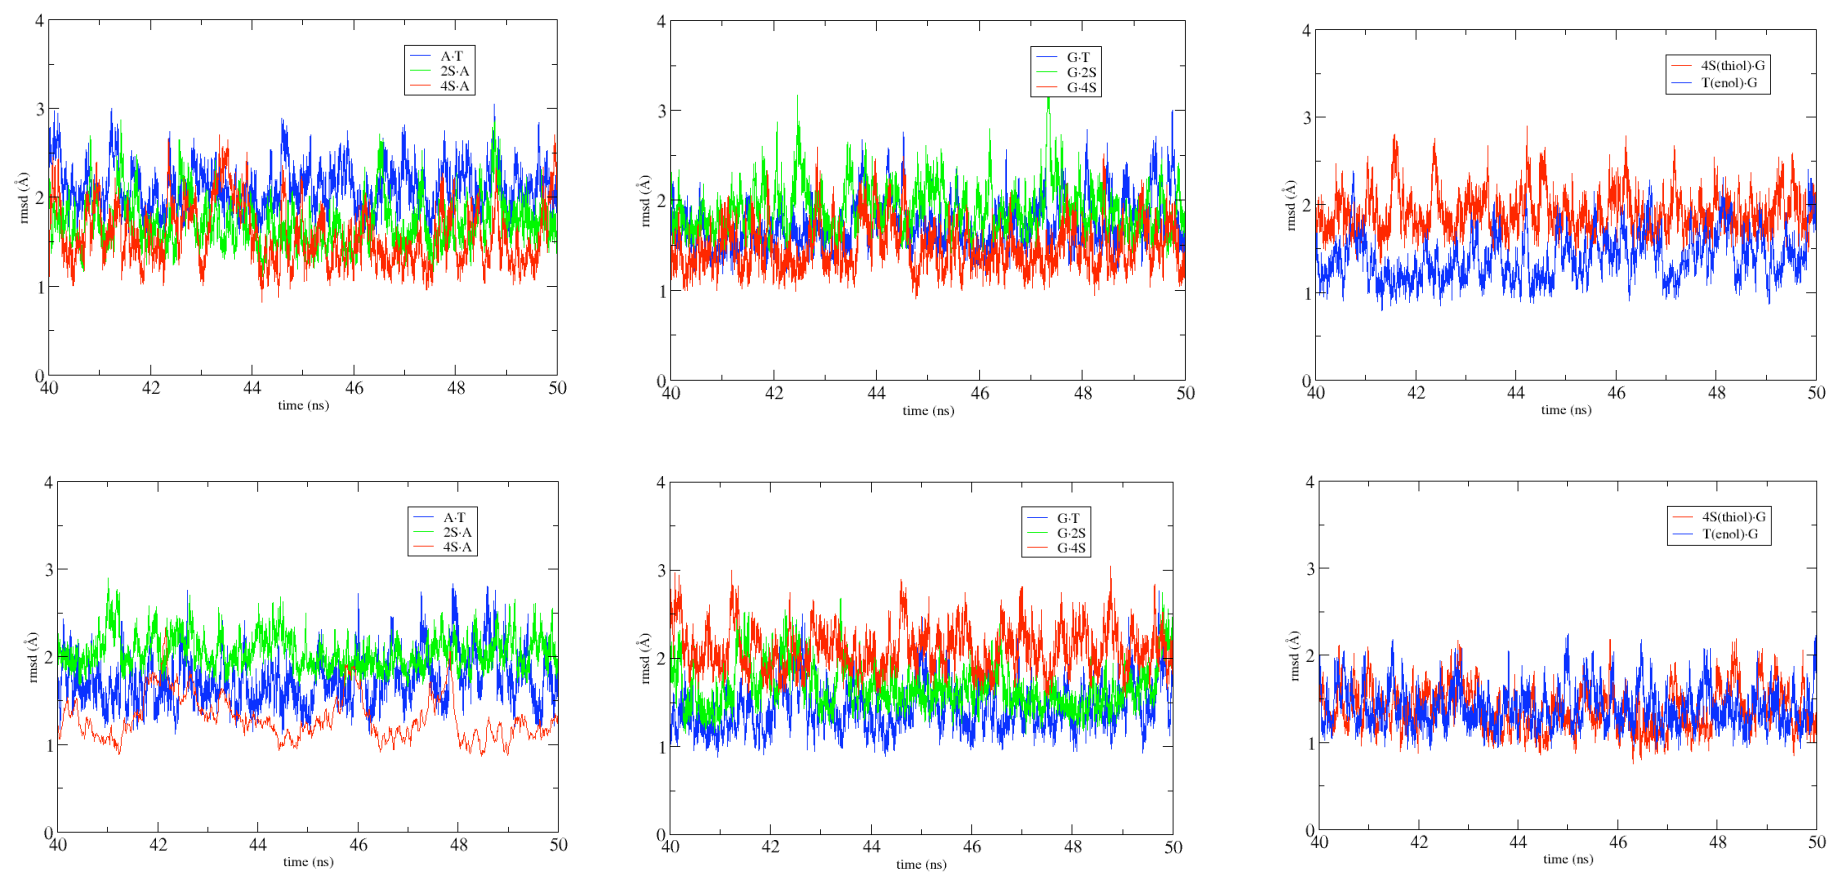 4
3
2
1
0
rmsd (Å)
A·T
2S·A
4S·A
40 42 44 46 48 50
time (ns)
4
3
2
1
0
rmsd (Å)
G·T
G·2S
G·4S
40 42 44 46 48 50
time (ns)
4
3
2
1
0
rmsd (Å)
4S(thiol)·G
T(enol)·G
40 42 44 46 48 50
time (ns)
4
3
2
1
0
rmsd (Å)
A·T
2S·A
4S·A
40 42 44 46 48 50
time (ns)
4
3
2
1
0
rmsd (Å)
G·T
G·2S
G·4S
40 42 44 46 48 50
time (ns)
4
3
2
1
0
rmsd (Å)
4S(thiol)·G
T(enol)·G
40 42 44 46 48 50
time (ns)